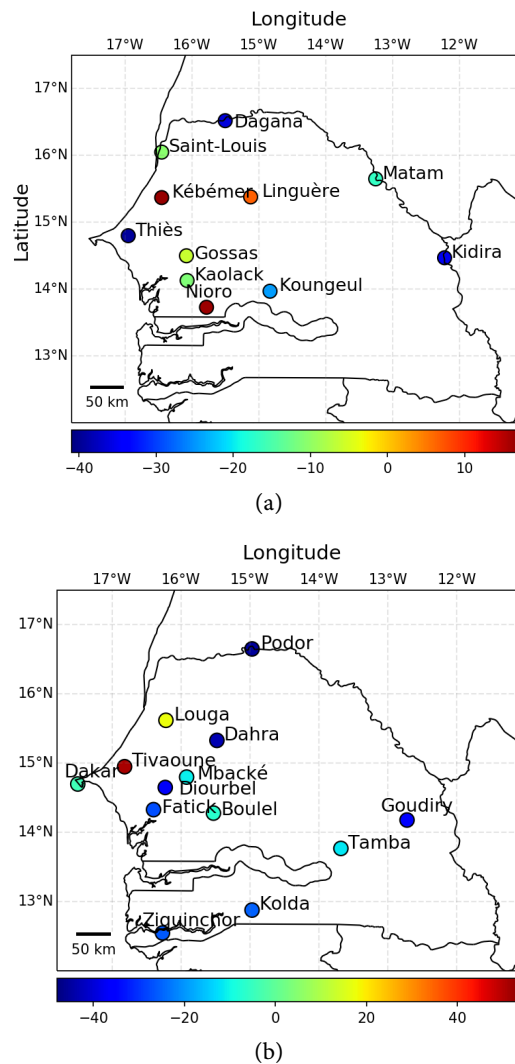 Longitude
17°W 16°W 15°W 14°W 13°W 12°W
Latitude
17°N
16°N
15°N
14°N
13°N
Dagana
Saint-Louis
Matam
Kébémer
Linguère
Thiès
Gossas
Kidira
Kaolack
Koungeul
Nioro
50 km
−40 −30 −20 −10 0 10
(a)
Longitude
17°W 16°W 15°W 14°W 13°W 12°W
17°N
16°N
15°N
14°N
13°N
Podor
Louga
Dahra
Tivaoune
Dakar
Mbacké
Diourbel
Fatick
Boulel
Goudiry
Tamba
Kolda
Ziguinchor
50 km
−40 −20 0 20 40
(b)